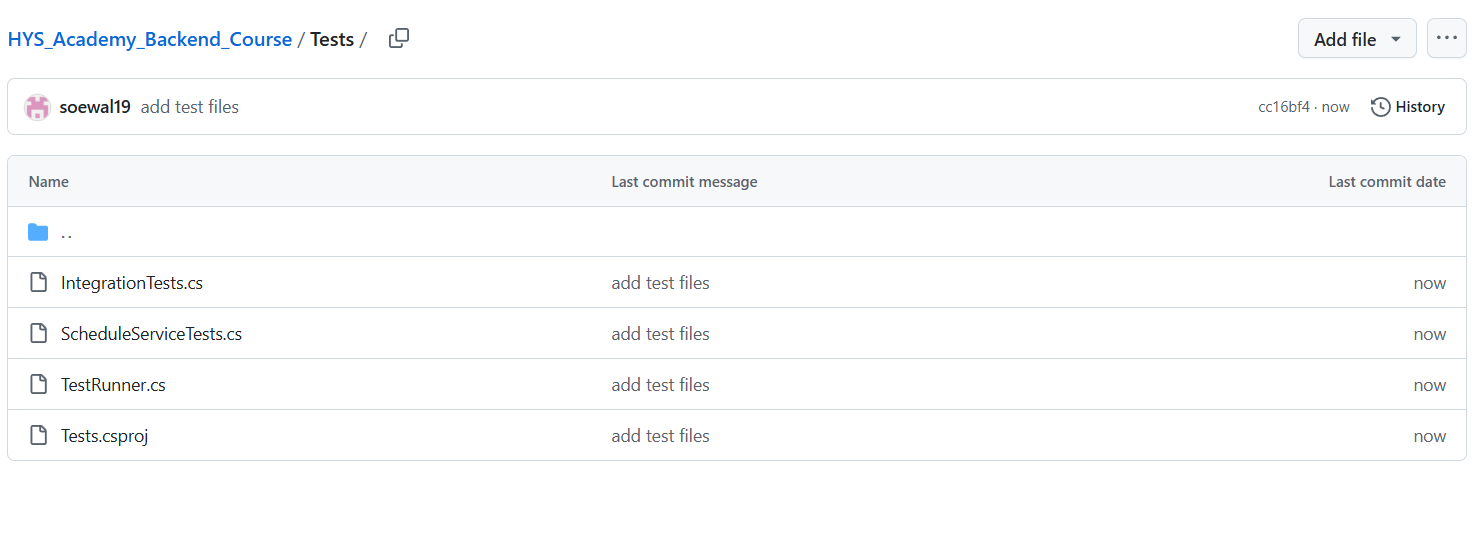 HYS_Academy_Backend_Course / Tests /
Add file
soewal19 add test files
cc16bf4 · now
History
Name Last commit message Last commit date
..
IntegrationTests.cs add test files now
ScheduleServiceTests.cs add test files now
TestRunner.cs add test files now
Tests.csproj add test files now